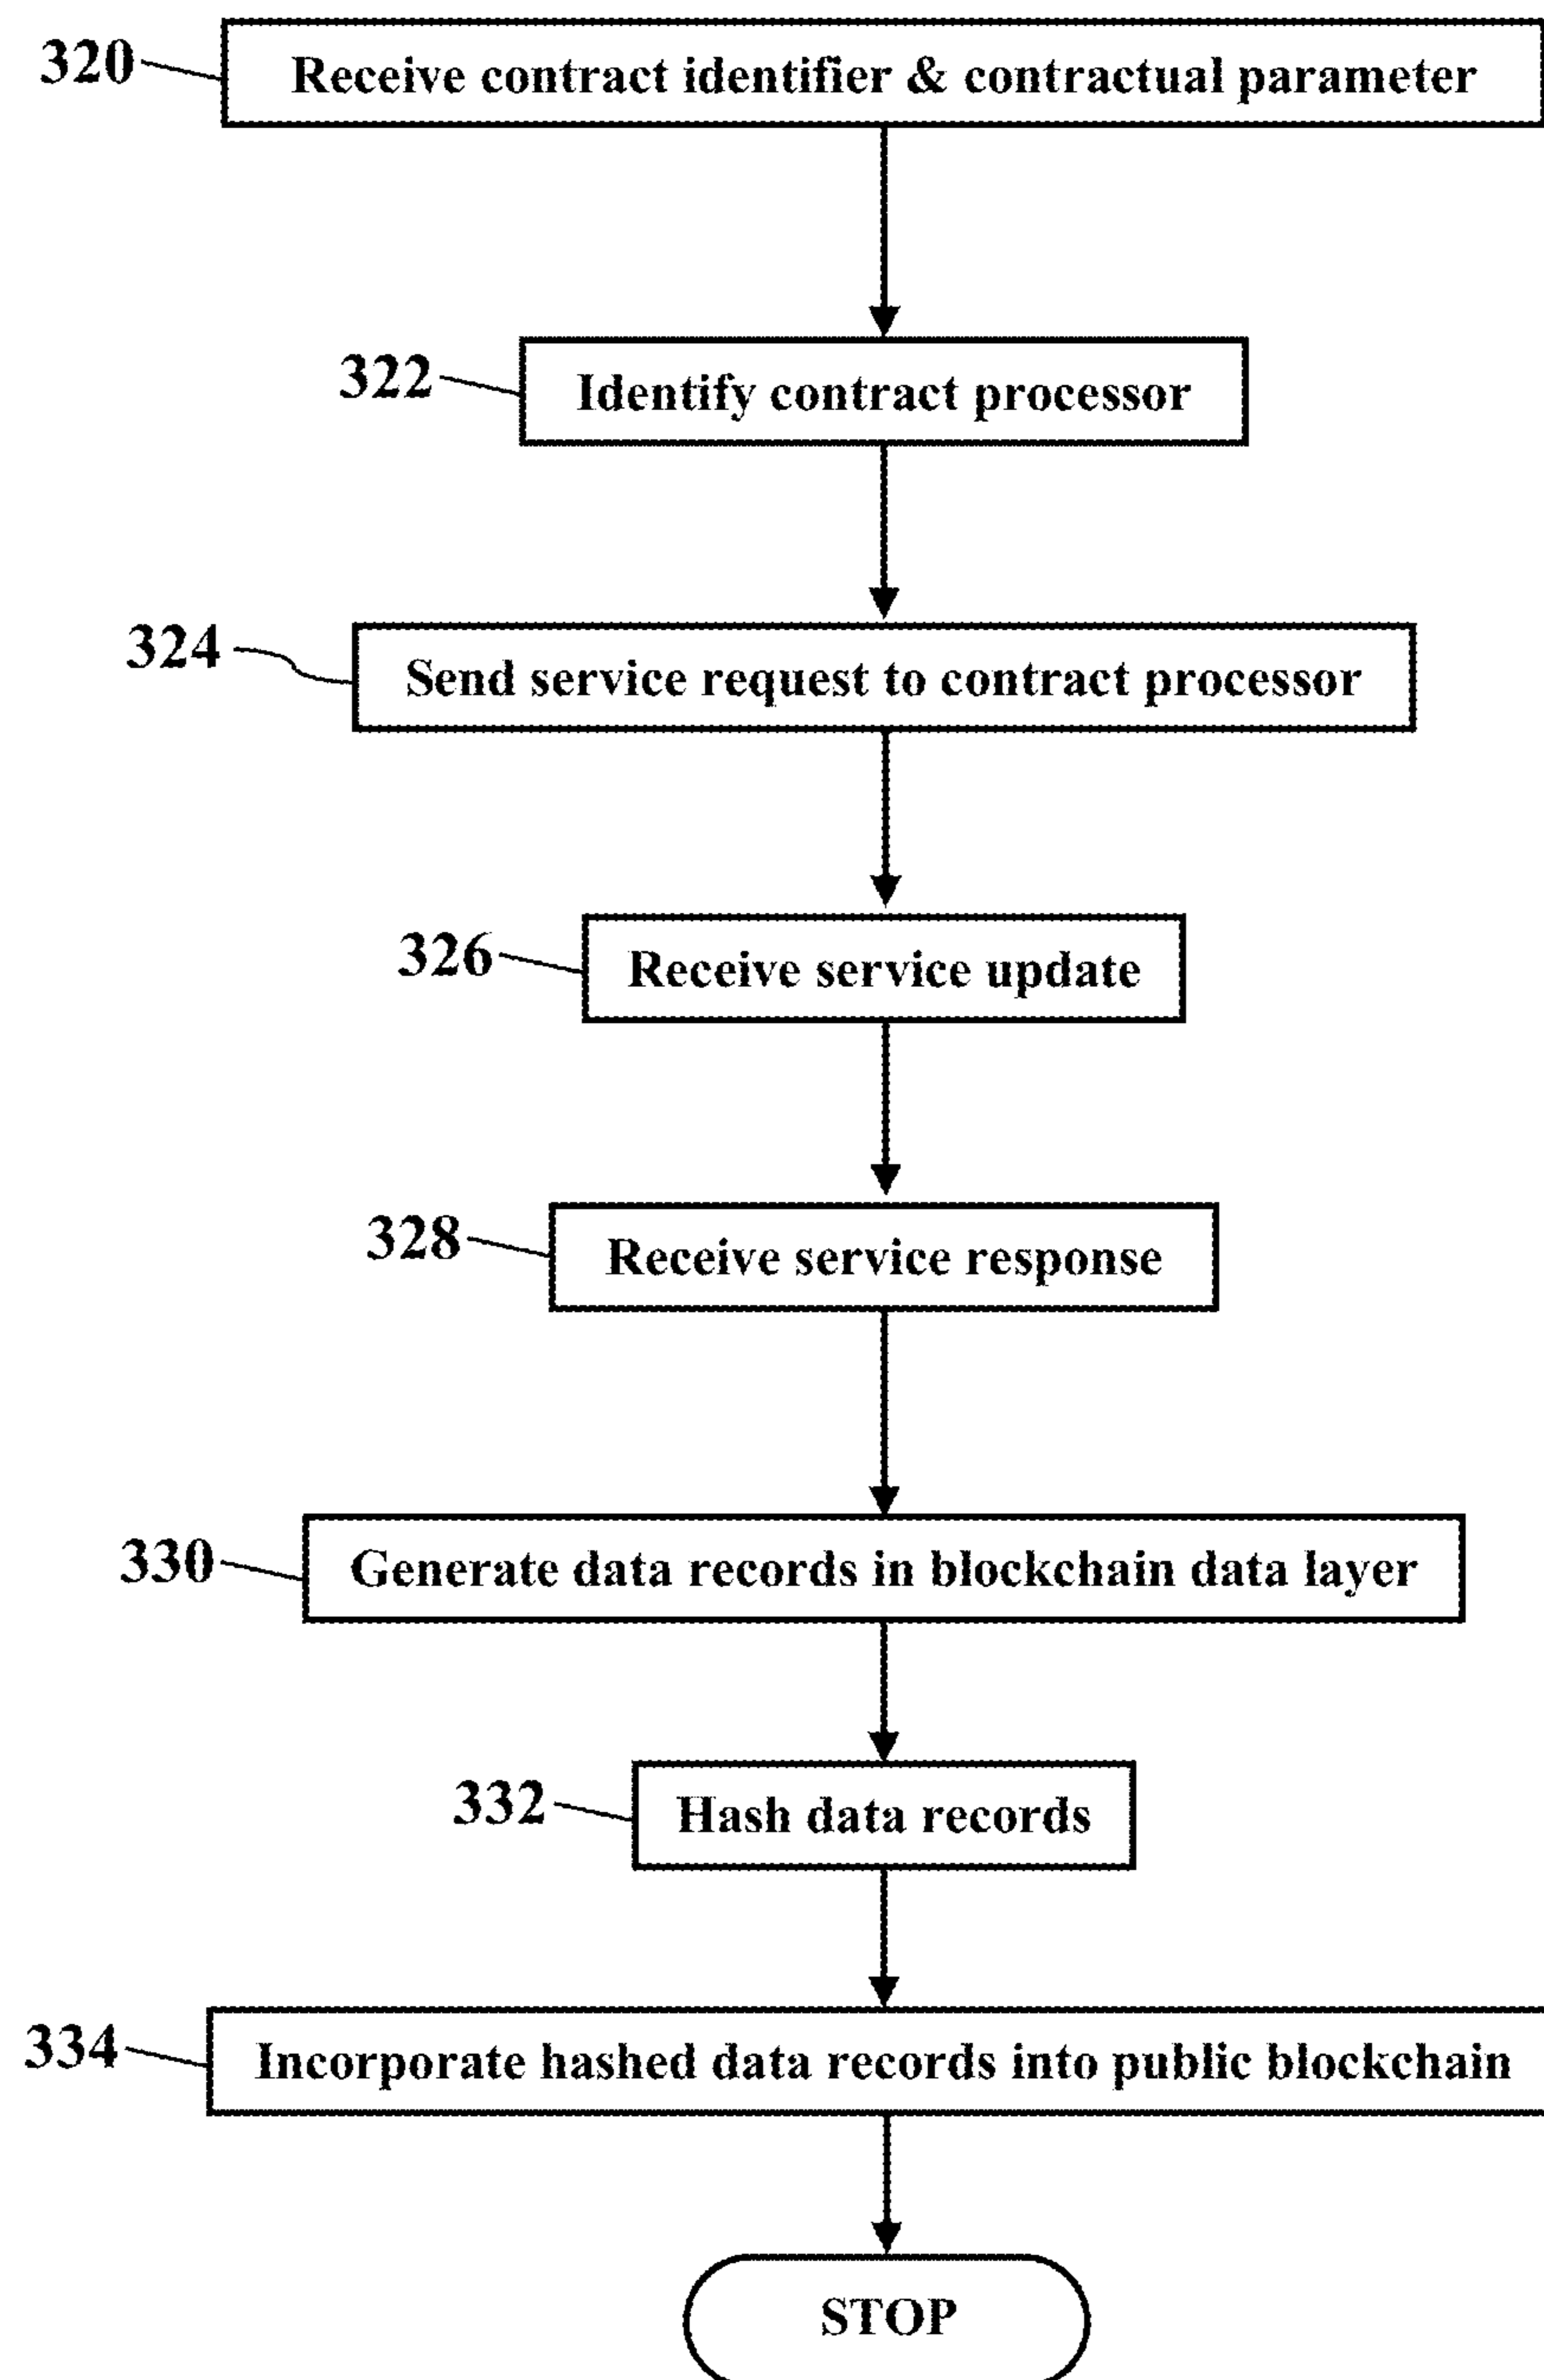 320 Receive contract identifier & contractual parameter
322 Identify contract processor
324 Send service request to contract processor
326 Receive service update
328 Receive service response
330 Generate data records in blockchain data layer
332 Hash data records
334 Incorporate hashed data records into public blockchain
STOP